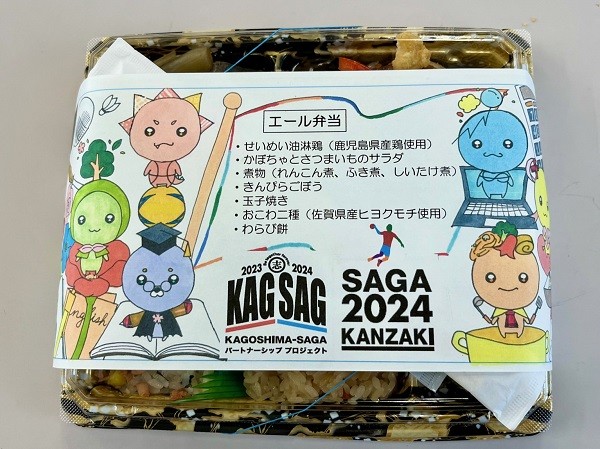 エール弁当
・せいめい油淋鶏（鹿児島県産鶏使用）
・かぼちゃとさつまいものサラダ
・煮物（れんこん煮、ふき煮、しいたけ煮）
・きんぴらごぼう
・玉子焼き
・おこわ二種（佐賀県産ヒヨクモチ使用）
・わらび餅
2023 志 2024
KAGSAG
KAGOSHIMA-SAGA
パートナーシップ プロジェクト
SAGA
2024
KANZAKI
English